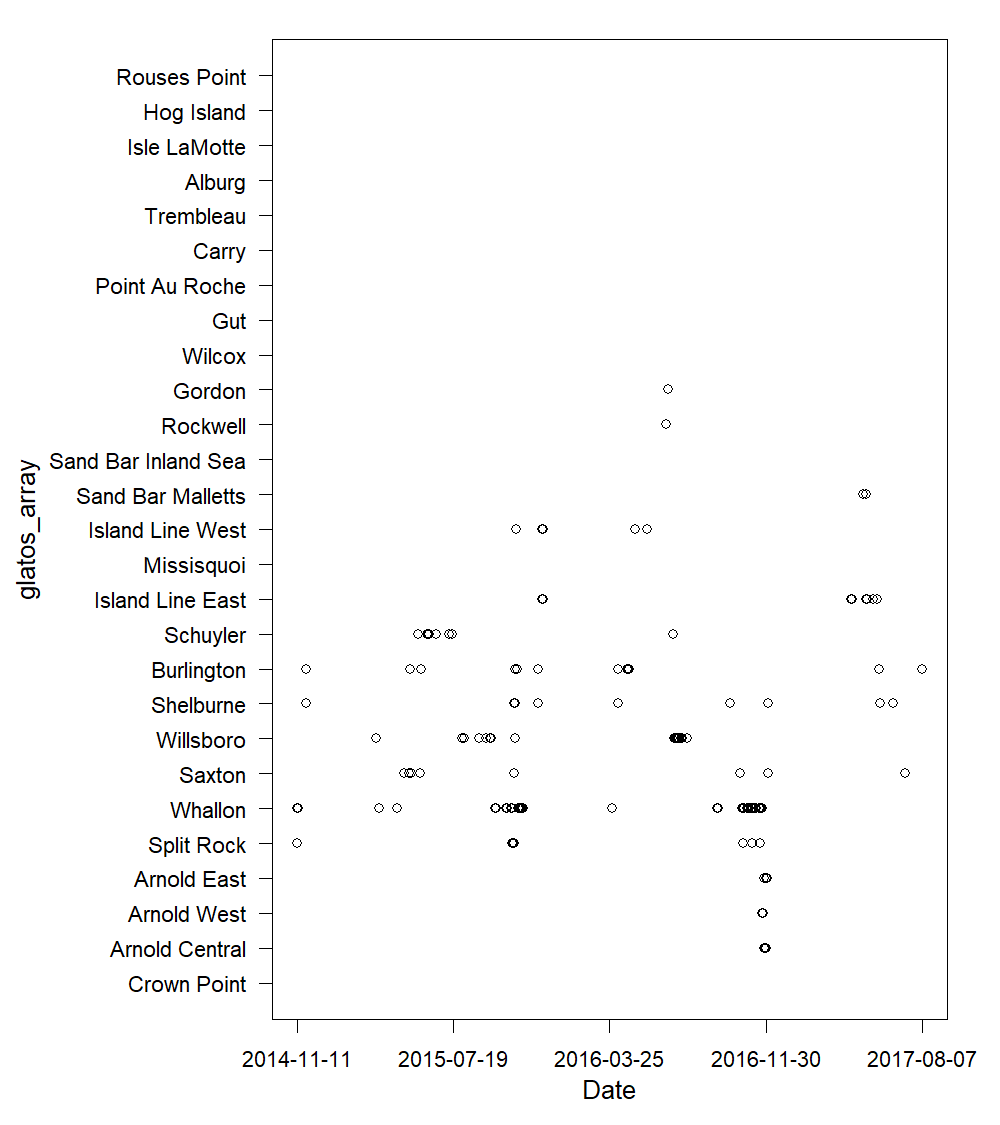 Rouses Point
Hog Island
Isle LaMotte
Alburg
Trembleau
Carry
Point Au Roche
Gut
Wilcox
Gordon
Rockwell
Sand Bar Inland Sea
Sand Bar Malletts
Island Line West
Missisquoi
Island Line East
Schuyler
Burlington
Shelburne
Willsboro
Saxton
Whallon
Split Rock
Arnold East
Arnold West
Arnold Central
Crown Point
glatos_array
2014-11-11 2015-07-19 2016-03-25 2016-11-30 2017-08-07
Date